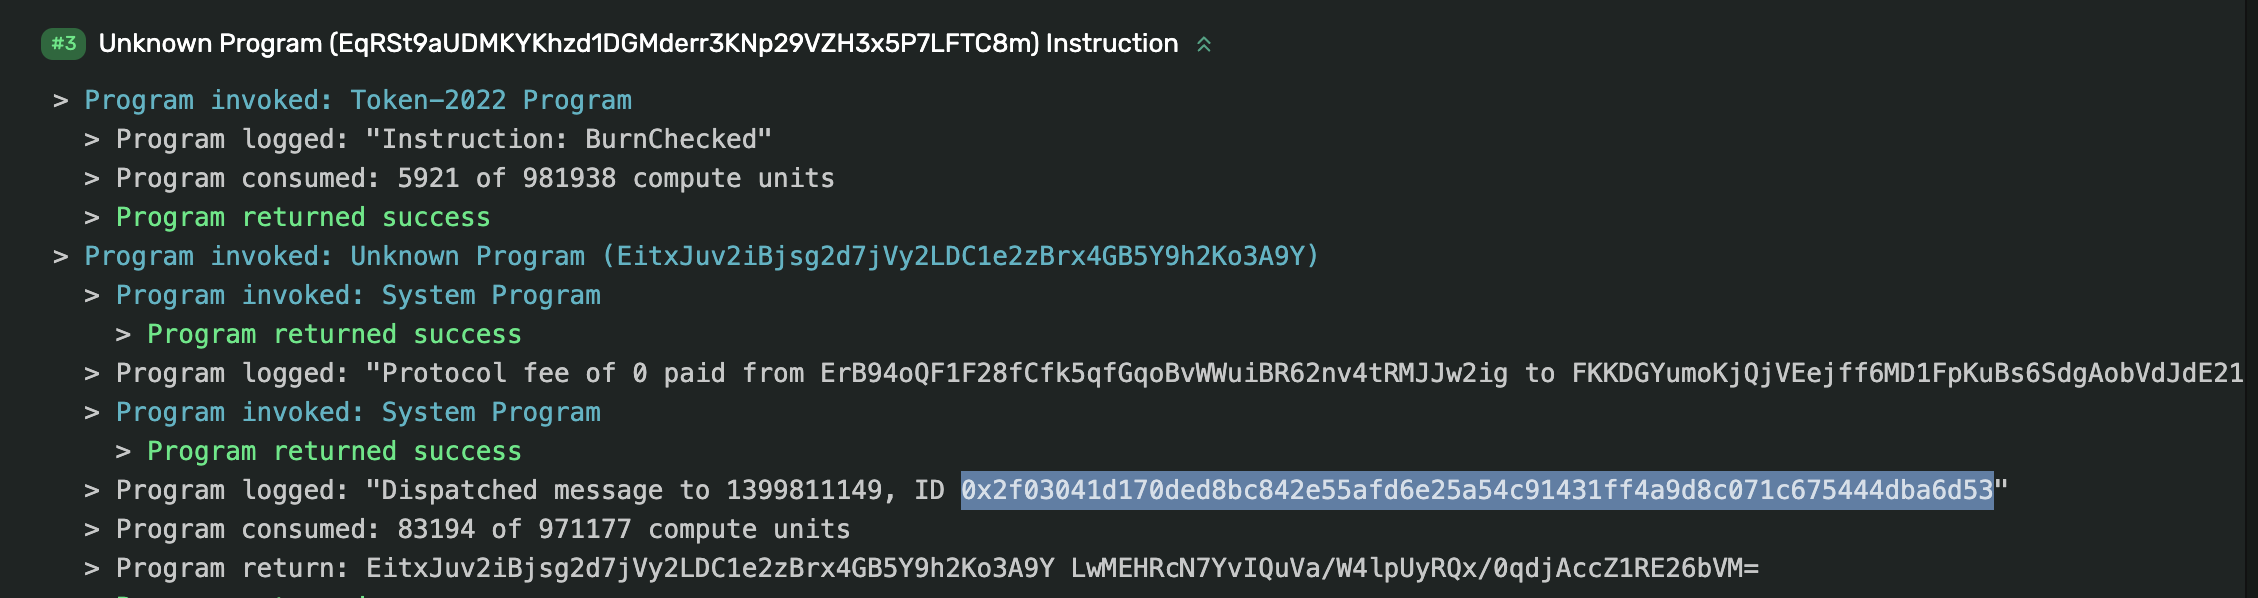 #3 Unknown Program (EqRSt9aUDMKYKhzd1DGMderr3KNp29VZH3x5P7LFTC8m) Instruction
> Program invoked: Token-2022 Program
> Program logged: "Instruction: BurnChecked"
> Program consumed: 5921 of 981938 compute units
> Program returned success
> Program invoked: Unknown Program (EitxJuv2iBjsg2d7jVy2LDC1e2zBrx4GB5Y9h2Ko3A9Y)
> Program invoked: System Program
> Program returned success
> Program logged: "Protocol fee of 0 paid from ErB94oQF1F28fCfk5qfGqoBvWWuiBR62nv4tRMJJw2ig to FKKDGYumoKjQjVEejff6MD1FpKuBs6SdgAobVdJdE21
> Program invoked: System Program
> Program returned success
> Program logged: "Dispatched message to 1399811149, ID 0x2f03041d170ded8bc842e55afd6e25a54c91431ff4a9d8c071c675444dba6d53"
> Program consumed: 83194 of 971177 compute units
> Program return: EitxJuv2iBjsg2d7jVy2LDC1e2zBrx4GB5Y9h2Ko3A9Y LwMEHRcN7YvIQuVa/W4lpUyRQx/0qdjAccZ1RE26bVM=